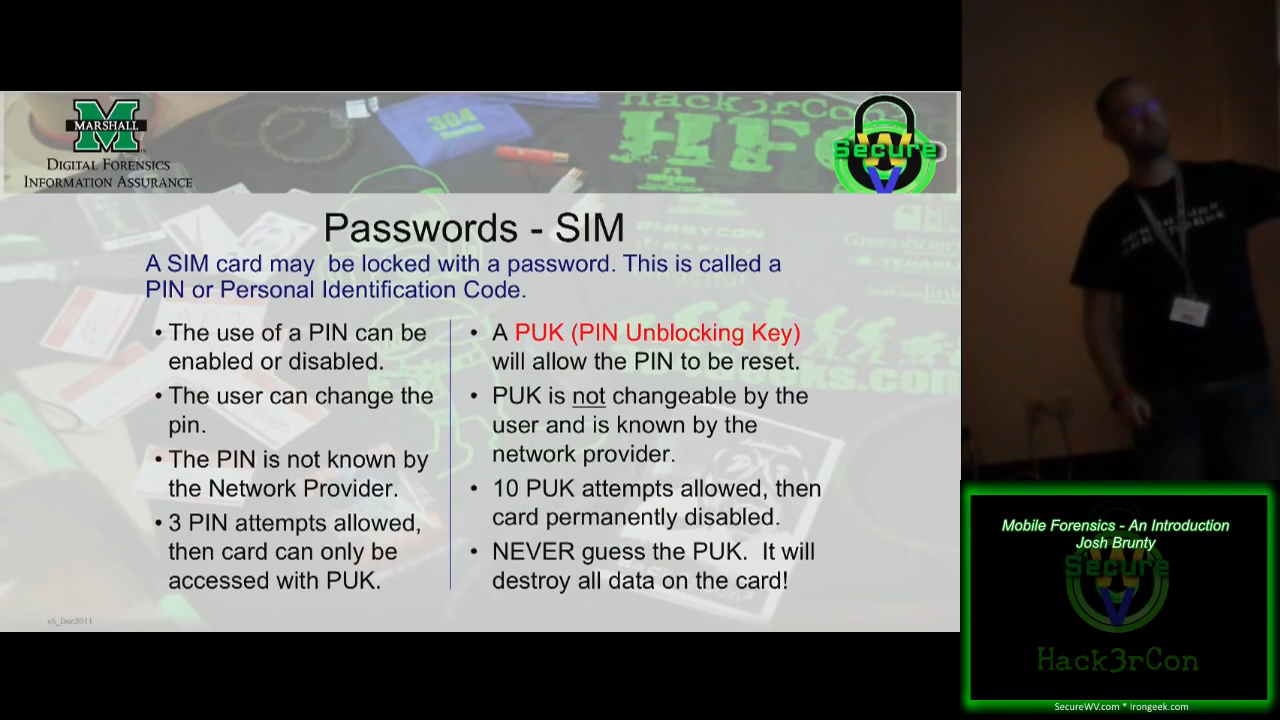 MARSHALL
DIGITAL FORENSICS
INFORMATION ASSURANCE
304
Geeks
Hack3rCon
Secure
W
V
Passwords - SIM
A SIM card may be locked with a password. This is called a
PIN or Personal Identification Code.
• The use of a PIN can be
enabled or disabled.
• The user can change the
pin.
• The PIN is not known by
the Network Provider.
• 3 PIN attempts allowed,
then card can only be
accessed with PUK.
• A PUK (PIN Unblocking Key)
will allow the PIN to be reset.
• PUK is not changeable by the
user and is known by the
network provider.
• 10 PUK attempts allowed, then
card permanently disabled.
• NEVER guess the PUK. It will
destroy all data on the card!
v5_Dec2011
Mobile Forensics - An Introduction
Josh Brunty
Secure
W
V
Hack3rCon
SecureWV.com * Irongeek.com